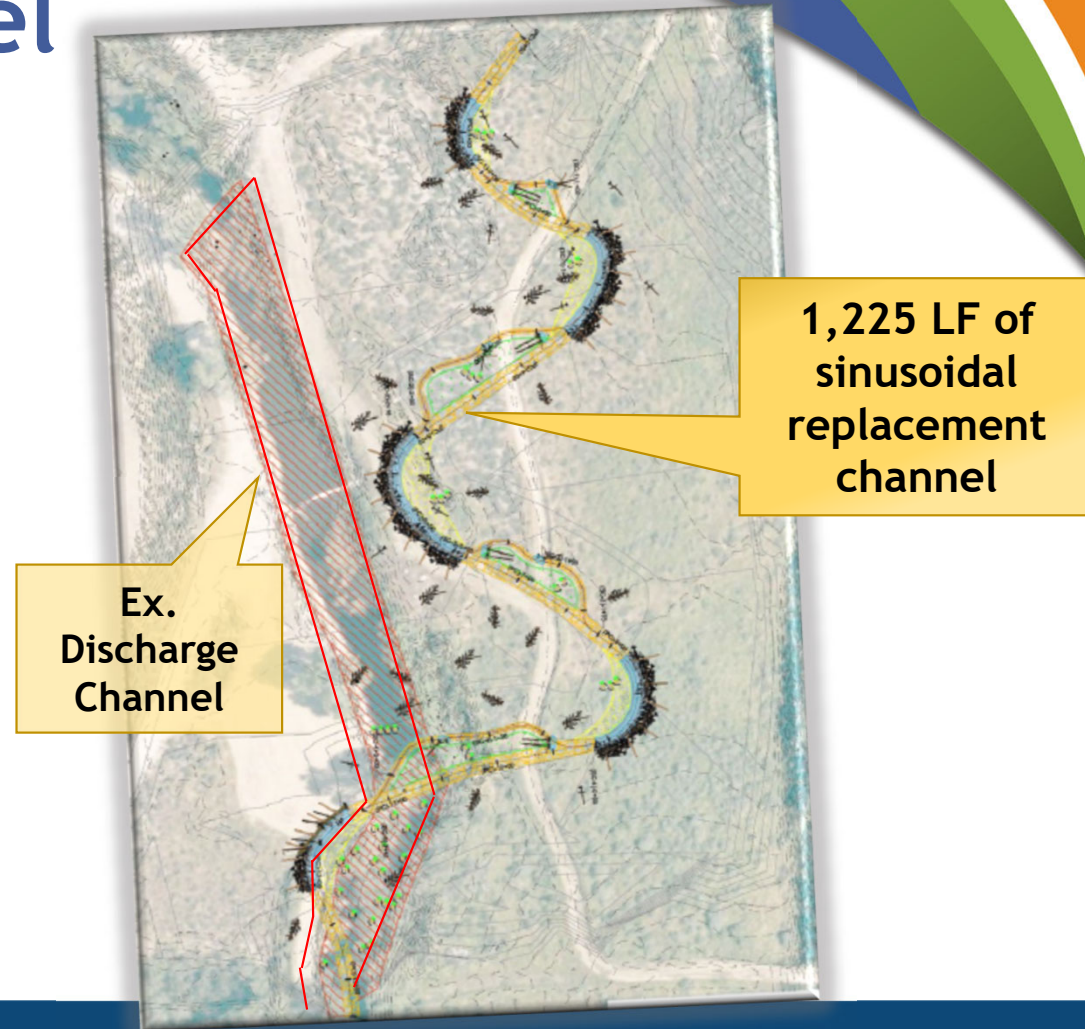 el
1,225 LF of
sinusoidal
replacement
channel
Ex.
Discharge
Channel